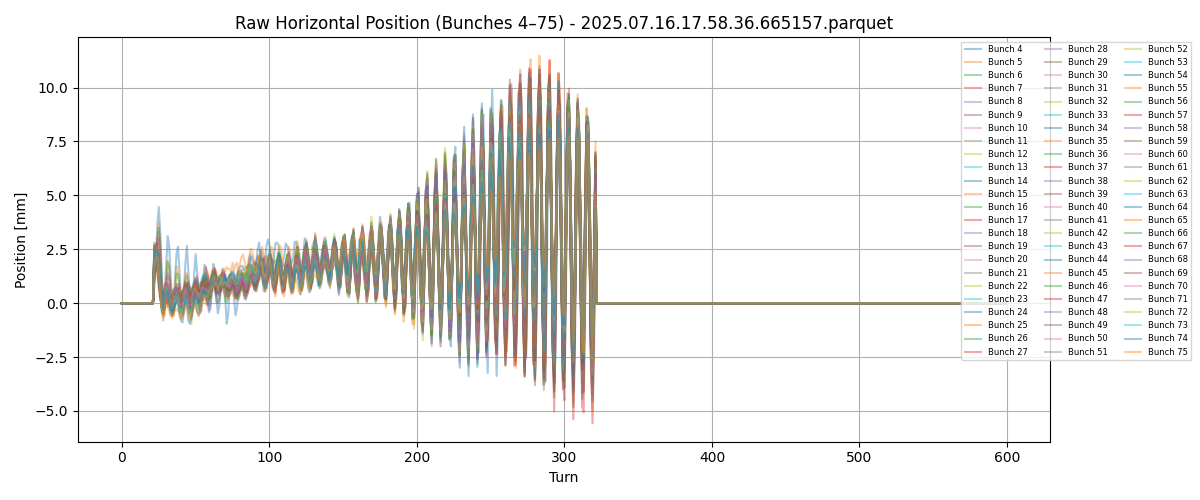 Raw Horizontal Position (Bunches 4–75) - 2025.07.16.17.58.36.665157.parquet
Position [mm]
10.0
7.5
5.0
2.5
0.0
−2.5
−5.0
0 100 200 300 400 500 600
Turn
Bunch 4 Bunch 28 Bunch 52
Bunch 5 Bunch 29 Bunch 53
Bunch 6 Bunch 30 Bunch 54
Bunch 7 Bunch 31 Bunch 55
Bunch 8 Bunch 32 Bunch 56
Bunch 9 Bunch 33 Bunch 57
Bunch 10 Bunch 34 Bunch 58
Bunch 11 Bunch 35 Bunch 59
Bunch 12 Bunch 36 Bunch 60
Bunch 13 Bunch 37 Bunch 61
Bunch 14 Bunch 38 Bunch 62
Bunch 15 Bunch 39 Bunch 63
Bunch 16 Bunch 40 Bunch 64
Bunch 17 Bunch 41 Bunch 65
Bunch 18 Bunch 42 Bunch 66
Bunch 19 Bunch 43 Bunch 67
Bunch 20 Bunch 44 Bunch 68
Bunch 21 Bunch 45 Bunch 69
Bunch 22 Bunch 46 Bunch 70
Bunch 23 Bunch 47 Bunch 71
Bunch 24 Bunch 48 Bunch 72
Bunch 25 Bunch 49 Bunch 73
Bunch 26 Bunch 50 Bunch 74
Bunch 27 Bunch 51 Bunch 75